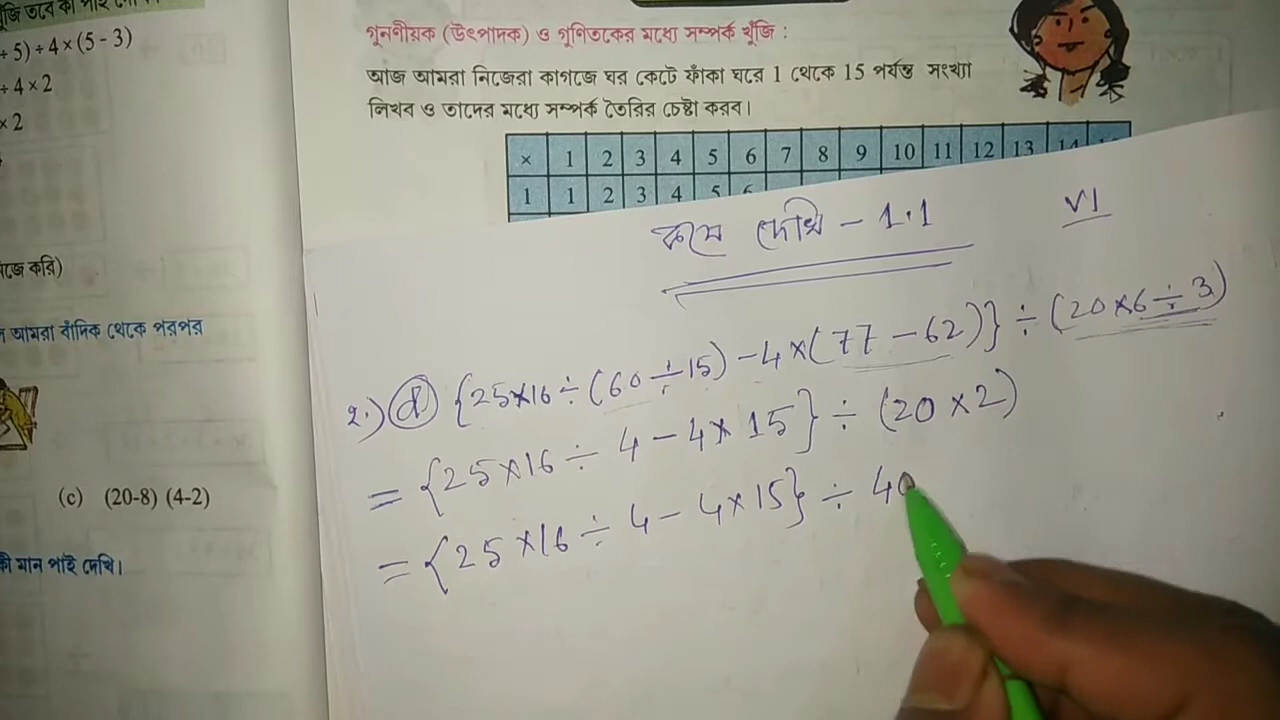 ÷ 5) ÷ 4 × (5 - 3)
÷ 4 × 2
× 2
নিজে করি)
আমরা বাঁদিক থেকে পরপর
(c) (20-8) (4-2)
কী মান পাই দেখি।
গুণনীয়ক (উৎপাদক) ও গুণিতকের মধ্যে সম্পর্ক খুঁজি :
আজ আমরা নিজেরা কাগজে ঘর কেটে ফাঁকা ঘরে 1 থেকে 15 পর্যন্ত সংখ্যা
লিখব ও তাদের মধ্যে সম্পর্ক তৈরির চেষ্টা করব।
× 1 2 3 4 5 6 7 8 9 10 11 12 13 14
1 1 2 3 4 5 6
কষে দেখি - 1.1 VI
২.) (d) {25×16÷(60÷15) - 4×(77-62)} ÷ (20×6÷3)
= {25×16 ÷ 4 - 4×15} ÷ (20×2)
= {25×16 ÷ 4 - 4×15} ÷ 40